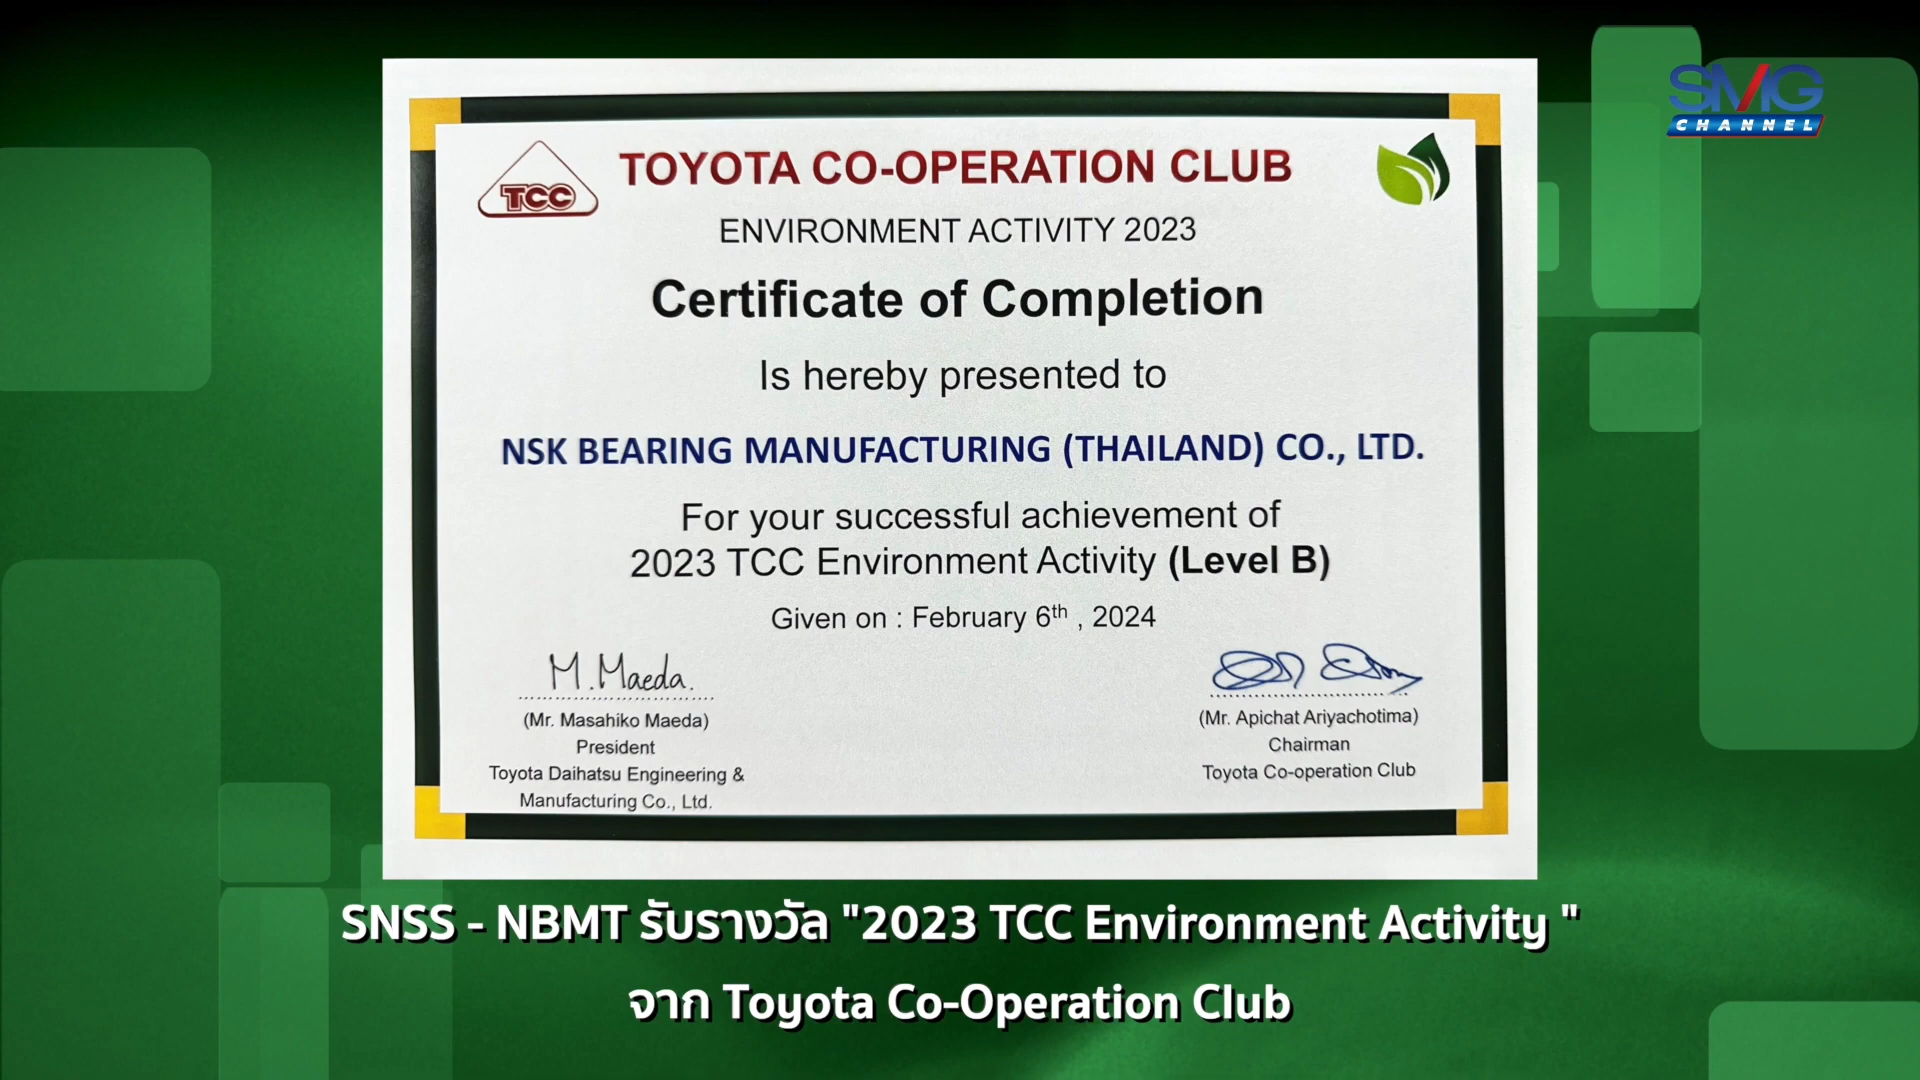 SMG
CHANNEL
TCC
TOYOTA CO-OPERATION CLUB
ENVIRONMENT ACTIVITY 2023
Certificate of Completion
Is hereby presented to
NSK BEARING MANUFACTURING (THAILAND) CO., LTD.
For your successful achievement of
2023 TCC Environment Activity (Level B)
Given on : February 6th , 2024
M. Maeda.
(Mr. Masahiko Maeda)
President
Toyota Daihatsu Engineering &
Manufacturing Co., Ltd.
(Mr. Apichat Ariyachotima)
Chairman
Toyota Co-operation Club
SNSS - NBMT รับรางวัล "2023 TCC Environment Activity "
จาก Toyota Co-Operation Club